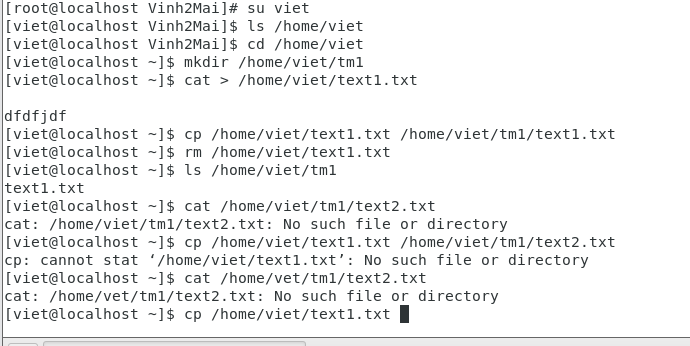 [root@localhost Vinh2Mai]# su viet
[viet@localhost Vinh2Mai]$ ls /home/viet
[viet@localhost Vinh2Mai]$ cd /home/viet
[viet@localhost ~]$ mkdir /home/viet/tm1
[viet@localhost ~]$ cat > /home/viet/text1.txt
dfdfjdf
[viet@localhost ~]$ cp /home/viet/text1.txt /home/viet/tm1/text1.txt
[viet@localhost ~]$ rm /home/viet/text1.txt
[viet@localhost ~]$ ls /home/viet/tm1
text1.txt
[viet@localhost ~]$ cat /home/viet/tm1/text2.txt
cat: /home/viet/tm1/text2.txt: No such file or directory
[viet@localhost ~]$ cp /home/viet/text1.txt /home/viet/tm1/text2.txt
cp: cannot stat ‘/home/viet/text1.txt’: No such file or directory
[viet@localhost ~]$ cat /home/vet/tm1/text2.txt
cat: /home/vet/tm1/text2.txt: No such file or directory
[viet@localhost ~]$ cp /home/viet/text1.txt